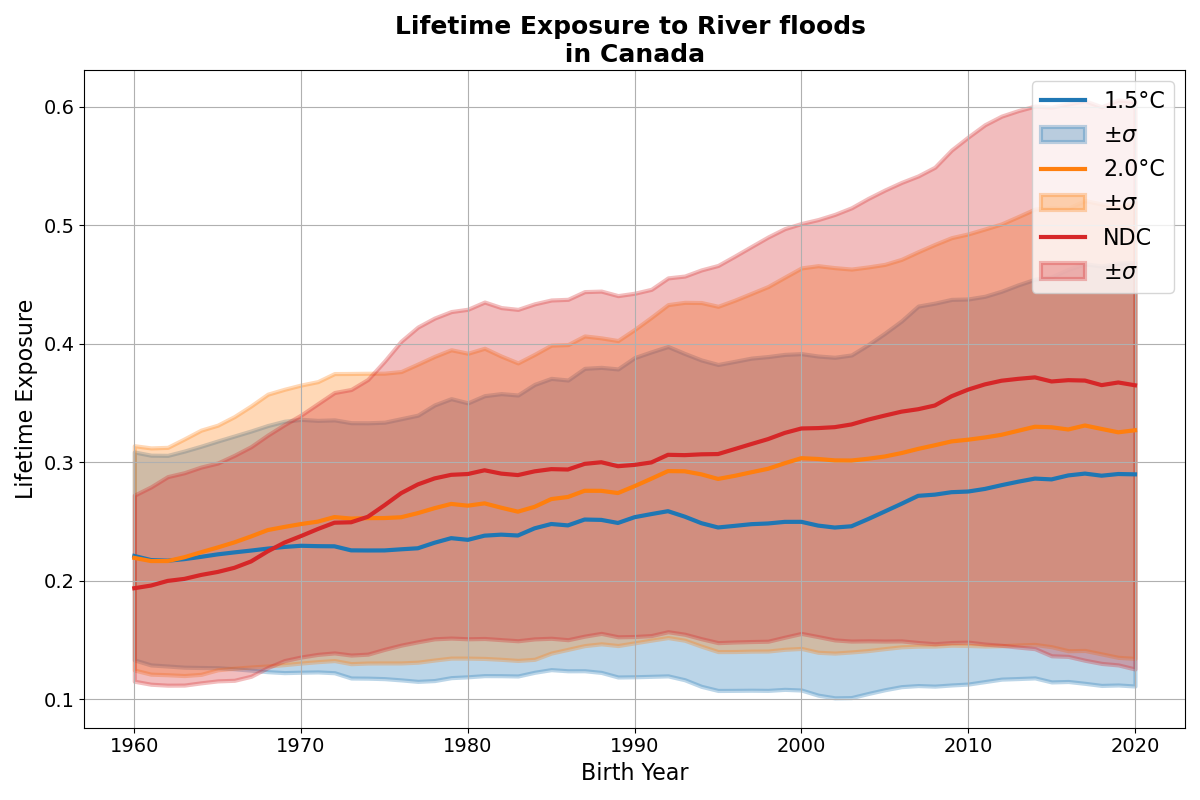 Lifetime Exposure to River floods
in Canada
Lifetime Exposure
0.6
0.5
0.4
0.3
0.2
0.1
1960
1970
1980
1990
2000
2010
2020
Birth Year
1.5°C
±σ
2.0°C
±σ
NDC
±σ